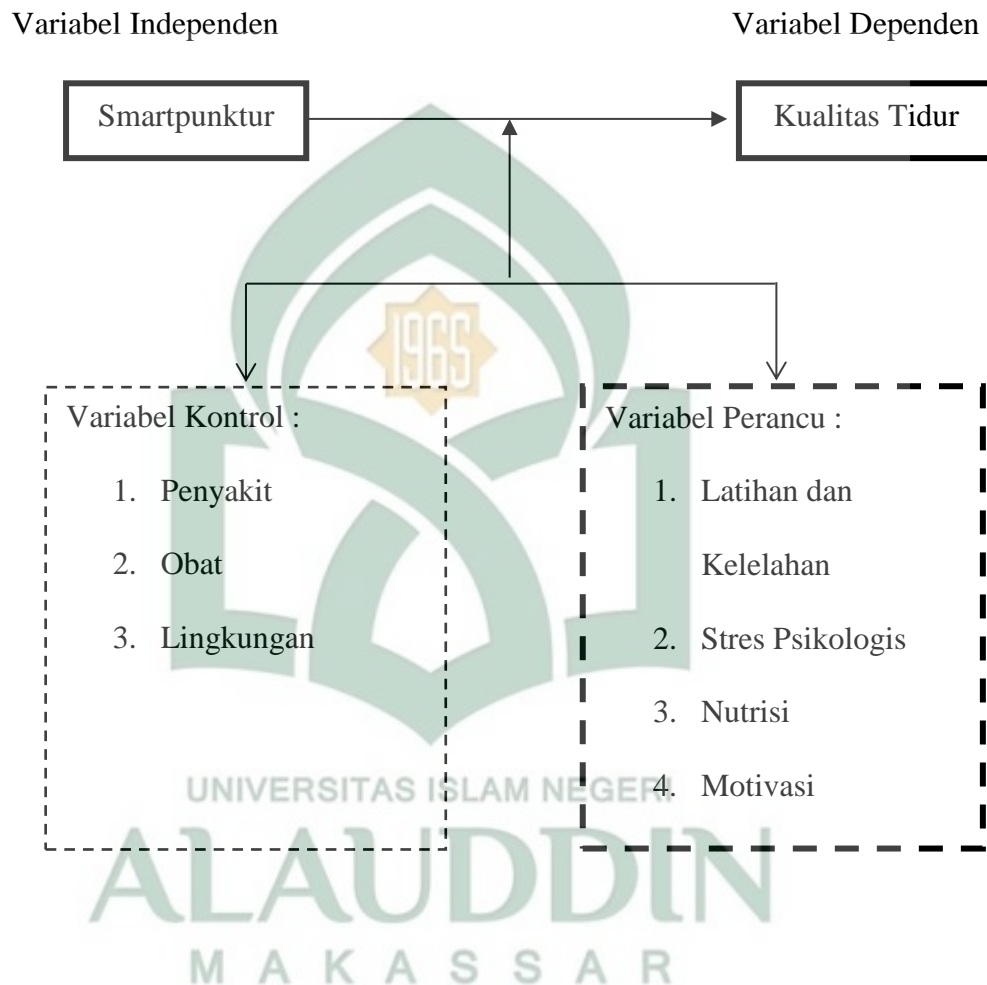 Variabel Independen
Variabel Dependen
Smartpunktur
Kualitas Tidur
1965
Variabel Kontrol :
1. Penyakit
2. Obat
3. Lingkungan
Variabel Perancu :
1. Latihan dan
Kelelahan
2. Stres Psikologis
3. Nutrisi
4. Motivasi
UNIVERSITAS ISLAM NEGERI
ALAUDDIN
MAKASSAR